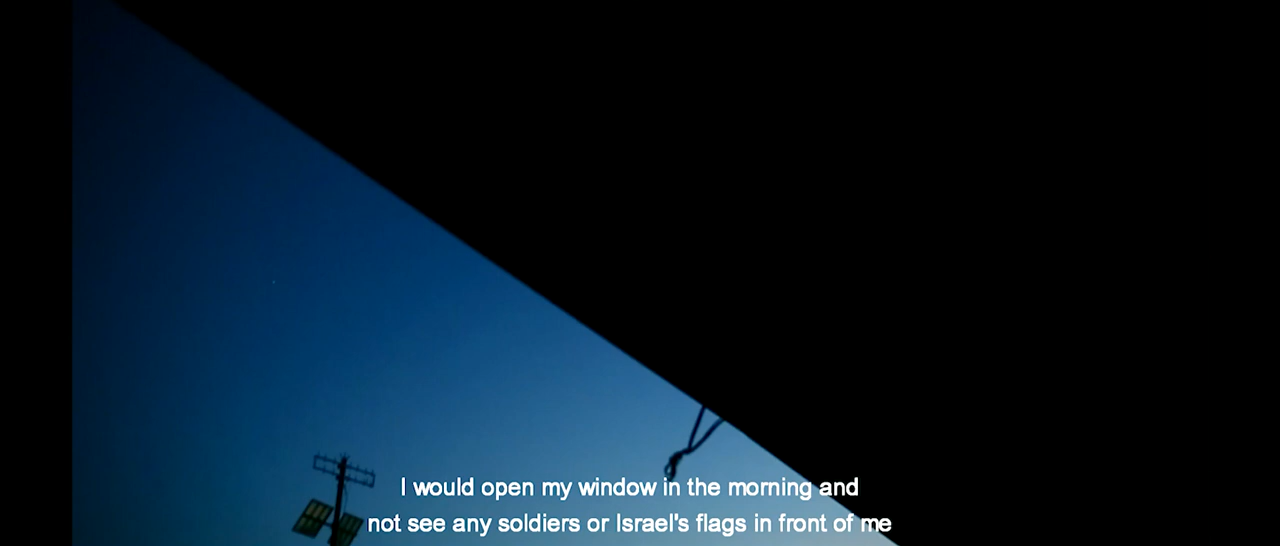 I would open my window in the morning and
not see any soldiers or Israel's flags in front of me